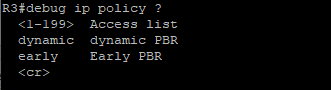 R3#debug ip policy ?
  <1-199>  Access list
  dynamic  dynamic PBR
  early    Early PBR
  <cr>